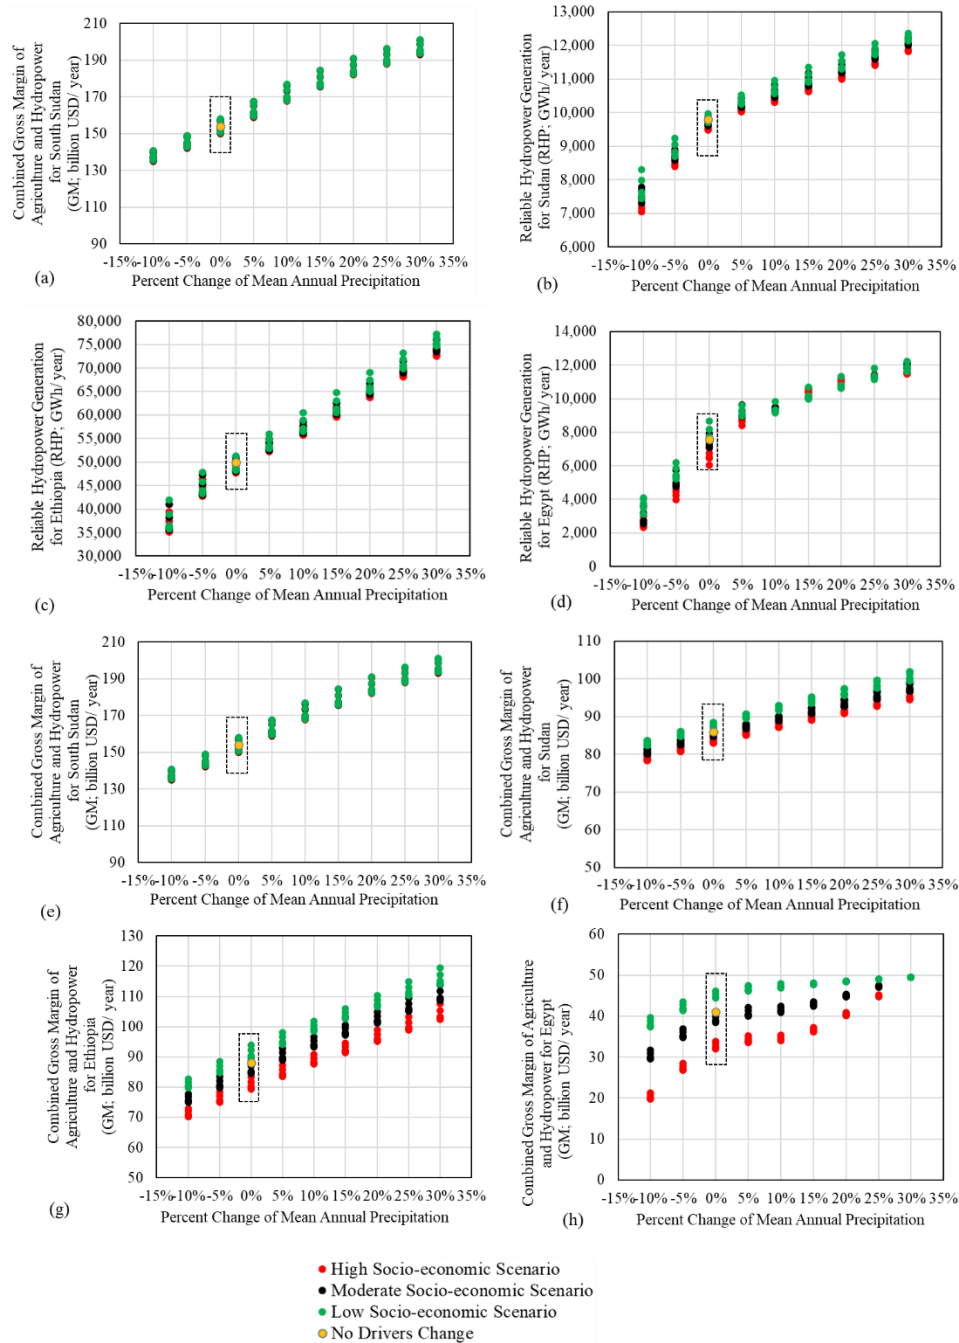 Combined Gross Margin of
Agriculture and Hydropower
for South Sudan
(GM; billion USD/ year)
210
190
170
150
130
110
90
-15%-10% -5% 0% 5% 10% 15% 20% 25% 30% 35%
Percent Change of Mean Annual Precipitation
(a)
Reliable Hydropower Generation
for Sudan (RHP; GWh/ year)
13,000
12,000
11,000
10,000
9,000
8,000
7,000
6,000
-15%-10% -5% 0% 5% 10% 15% 20% 25% 30% 35%
Percent Change of Mean Annual Precipitation
(b)
Reliable Hydropower Generation
for Ethiopia (RHP; GWh/ year)
80,000
75,000
70,000
65,000
60,000
55,000
50,000
45,000
40,000
35,000
30,000
-15%-10% -5% 0% 5% 10% 15% 20% 25% 30% 35%
Percent Change of Mean Annual Precipitation
(c)
Reliable Hydropower Generation
for Egypt (RHP; GWh/ year)
14,000
12,000
10,000
8,000
6,000
4,000
2,000
0
-15%-10% -5% 0% 5% 10% 15% 20% 25% 30% 35%
Percent Change of Mean Annual Precipitation
(d)
Combined Gross Margin of
Agriculture and Hydropower
for South Sudan
(GM; billion USD/ year)
210
190
170
150
130
110
90
-15%-10% -5% 0% 5% 10% 15% 20% 25% 30% 35%
Percent Change of Mean Annual Precipitation
(e)
Combined Gross Margin of
Agriculture and Hydropower
for Sudan
(GM; billion USD/ year)
110
100
90
80
70
60
50
-15%-10% -5% 0% 5% 10% 15% 20% 25% 30% 35%
Percent Change of Mean Annual Precipitation
(f)
Combined Gross Margin of
Agriculture and Hydropower
for Ethiopia
(GM; billion USD/ year)
130
120
110
100
90
80
70
60
50
-15%-10% -5% 0% 5% 10% 15% 20% 25% 30% 35%
Percent Change of Mean Annual Precipitation
(g)
Combined Gross Margin of Agriculture
and Hydropower for Egypt
(GM; billion USD/ year)
60
50
40
30
20
10
0
-15%-10% -5% 0% 5% 10% 15% 20% 25% 30% 35%
Percent Change of Mean Annual Precipitation
(h)
High Socio-economic Scenario
Moderate Socio-economic Scenario
Low Socio-economic Scenario
No Drivers Change